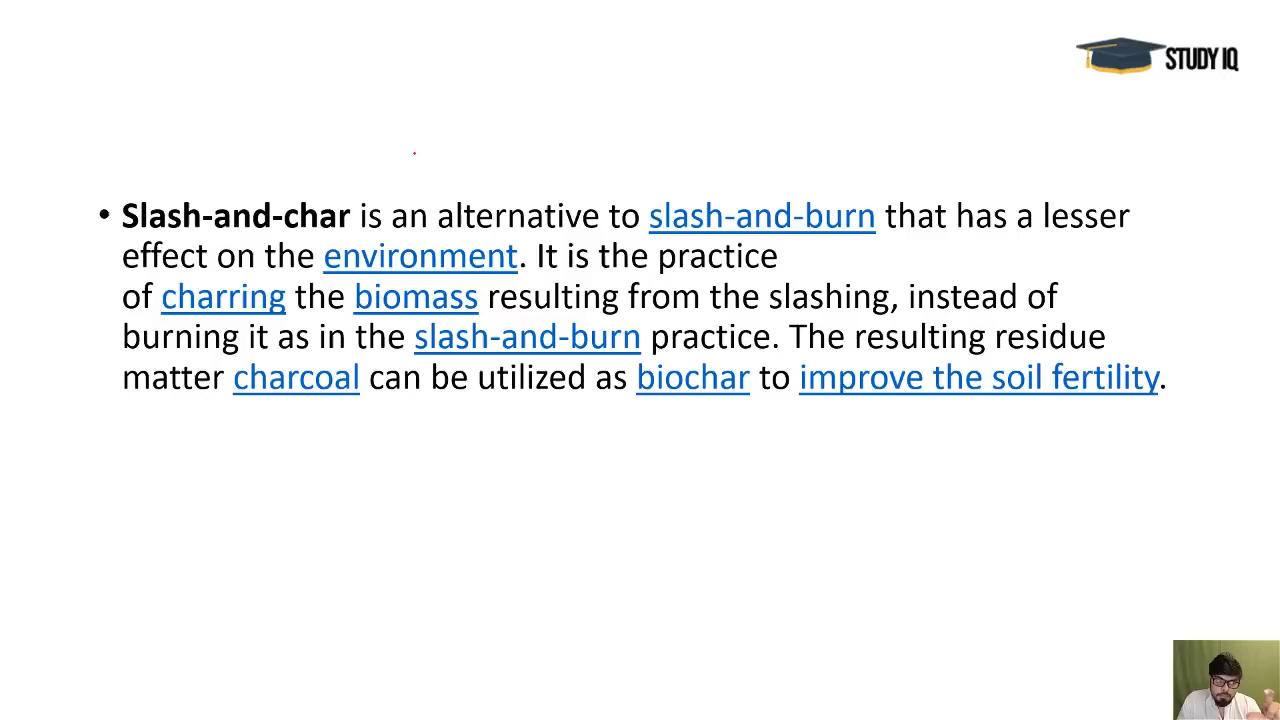 STUDY IQ
• Slash-and-char is an alternative to slash-and-burn that has a lesser
effect on the environment. It is the practice
of charring the biomass resulting from the slashing, instead of
burning it as in the slash-and-burn practice. The resulting residue
matter charcoal can be utilized as biochar to improve the soil fertility.